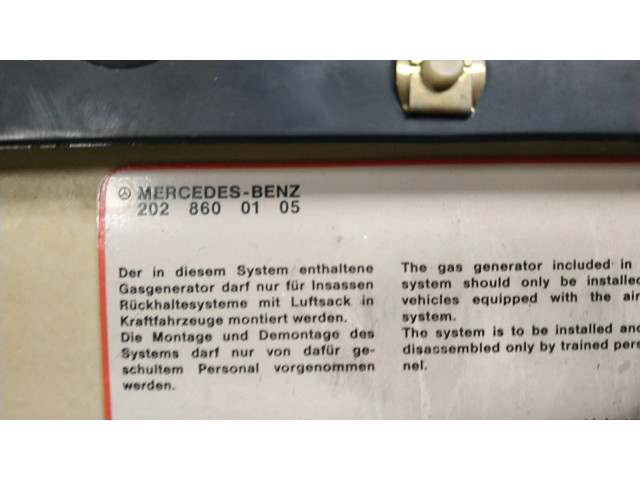 MERCEDES-BENZ
202 860 01 05
Der in diesem System enthaltene
Gasgenerator darf nur für Insassen
Rückhaltesysteme mit Luftsack in
Kraftfahrzeuge montiert werden.
Die Montage und Demontage des
Systems darf nur von dafür ge-
schultem Personal vorgenommen
werden.
The gas generator included in
system should only be installed
vehicles equipped with the air
system.
The system is to be installed and
disassembled only by trained pers
nel.